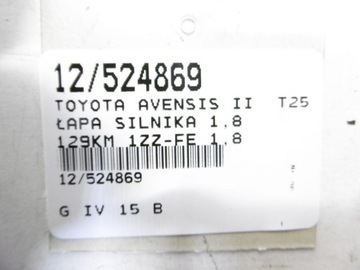 12/524869
TOYOTA AVENSIS II T25
ŁAPA SILNIKA 1,8
129KM 1ZZ-FE 1,8
12/524869
G IV 15 B